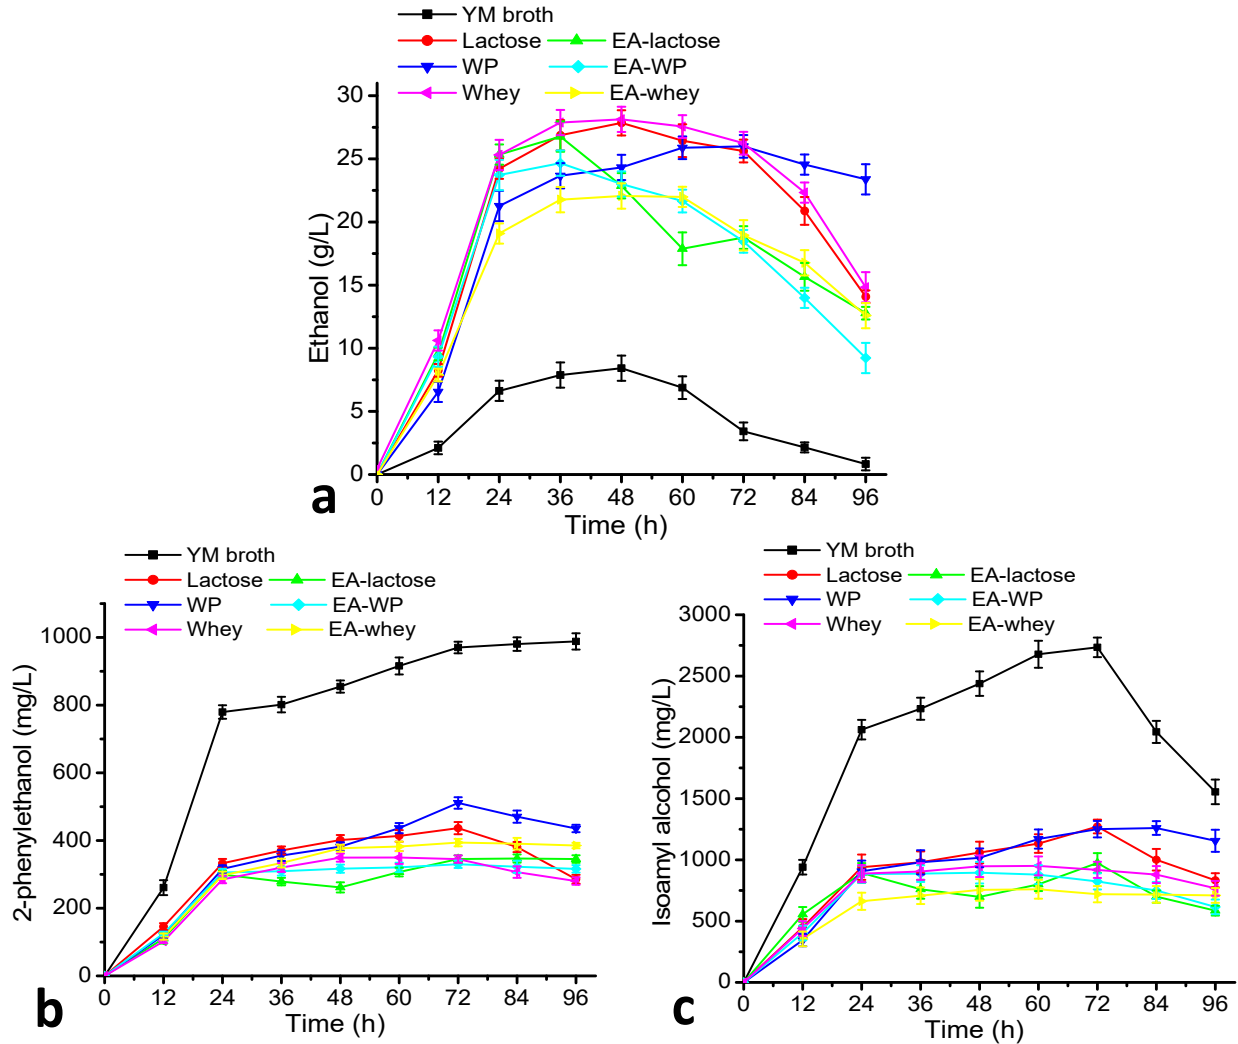 YM broth
Lactose EA-lactose
WP EA-WP
Whey EA-whey
30
25
20
15
10
5
0
Ethanol (g/L)
0 12 24 36 48 60 72 84 96
Time (h)
a
YM broth
Lactose EA-lactose
WP EA-WP
Whey EA-whey
1000
800
600
400
200
0
2-phenylethanol (mg/L)
0 12 24 36 48 60 72 84 96
Time (h)
b
YM broth
Lactose EA-lactose
WP EA-WP
Whey EA-whey
3000
2500
2000
1500
1000
500
0
Isoamyl alcohol (mg/L)
0 12 24 36 48 60 72 84 96
Time (h)
c